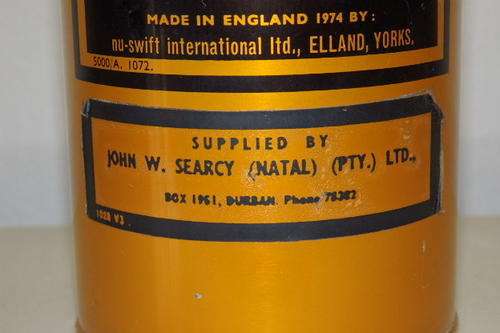 MADE IN ENGLAND 1974 BY:
nu-swift international ltd., ELLAND, YORKS.
5000/A. 1072.
SUPPLIED BY
JOHN W. SEARCY (NATAL) (PTY.) LTD.,
BOX 1961, DURBAN. Phone 78382
1028 V3